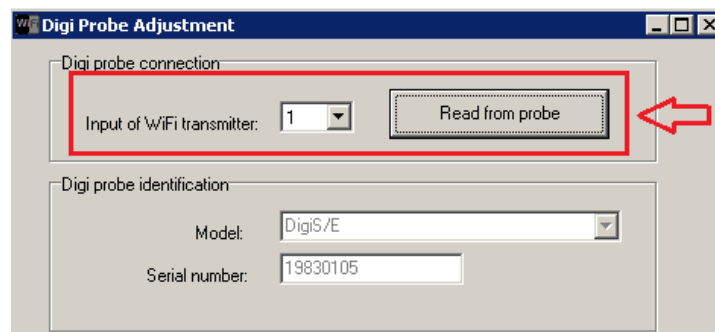 Digi Probe Adjustment
Digi probe connection
Input of WiFi transmitter: 1 Read from probe
Digi probe identification
Model: DigiS/E
Serial number: 19830105